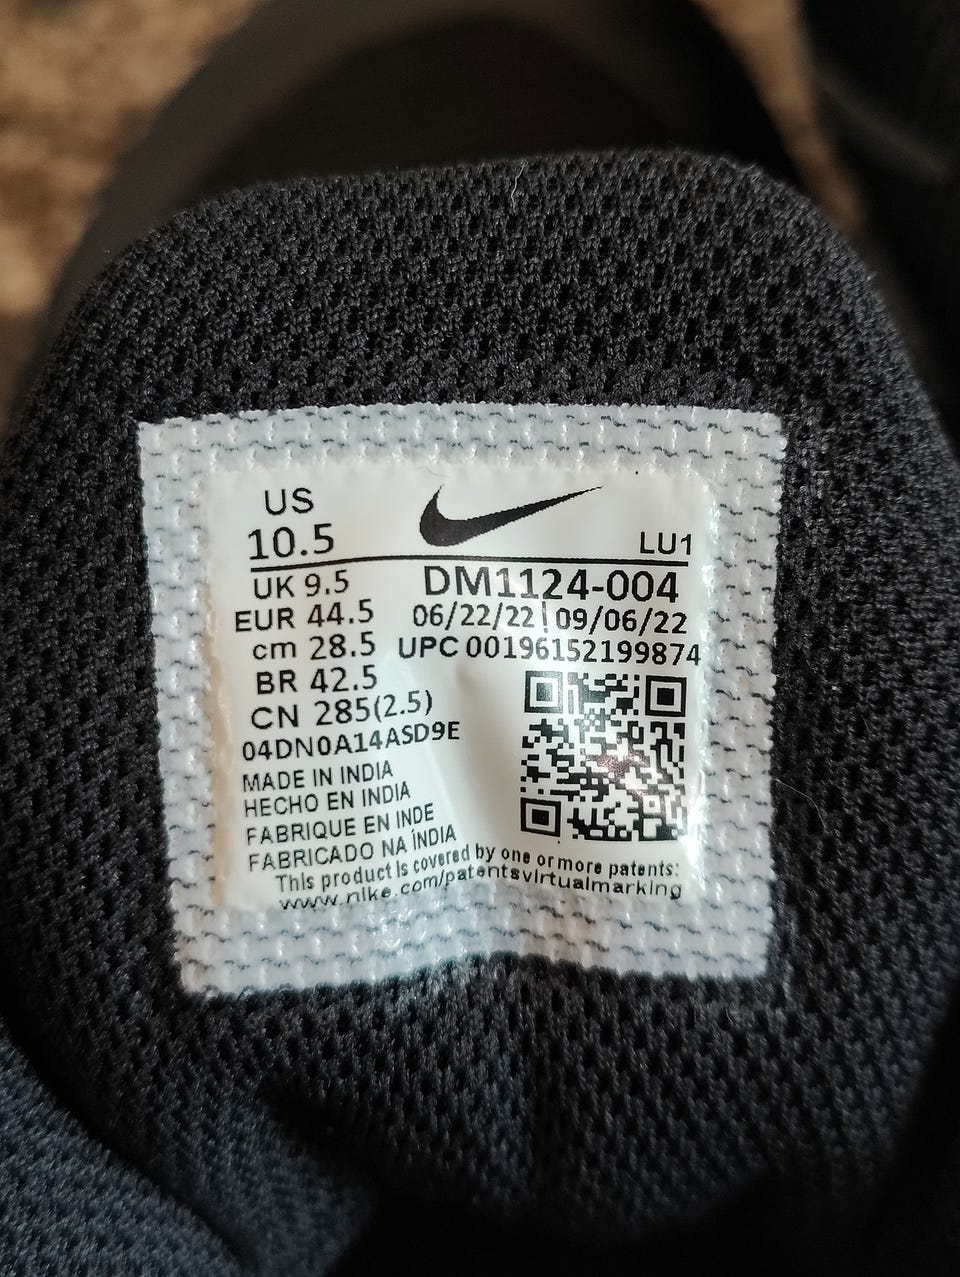 US
10.5
LU1
UK 9.5
DM1124-004
EUR 44.5
06/22/22|09/06/22
cm 28.5
UPC 00196152199874
BR 42.5
CN 285(2.5)
04DN0A14ASD9E
MADE IN INDIA
HECHO EN INDIA
FABRIQUE EN INDE
FABRICADO NA ÍNDIA
This product is covered by one or more patents:
www.nike.com/patentsvirtualmarking